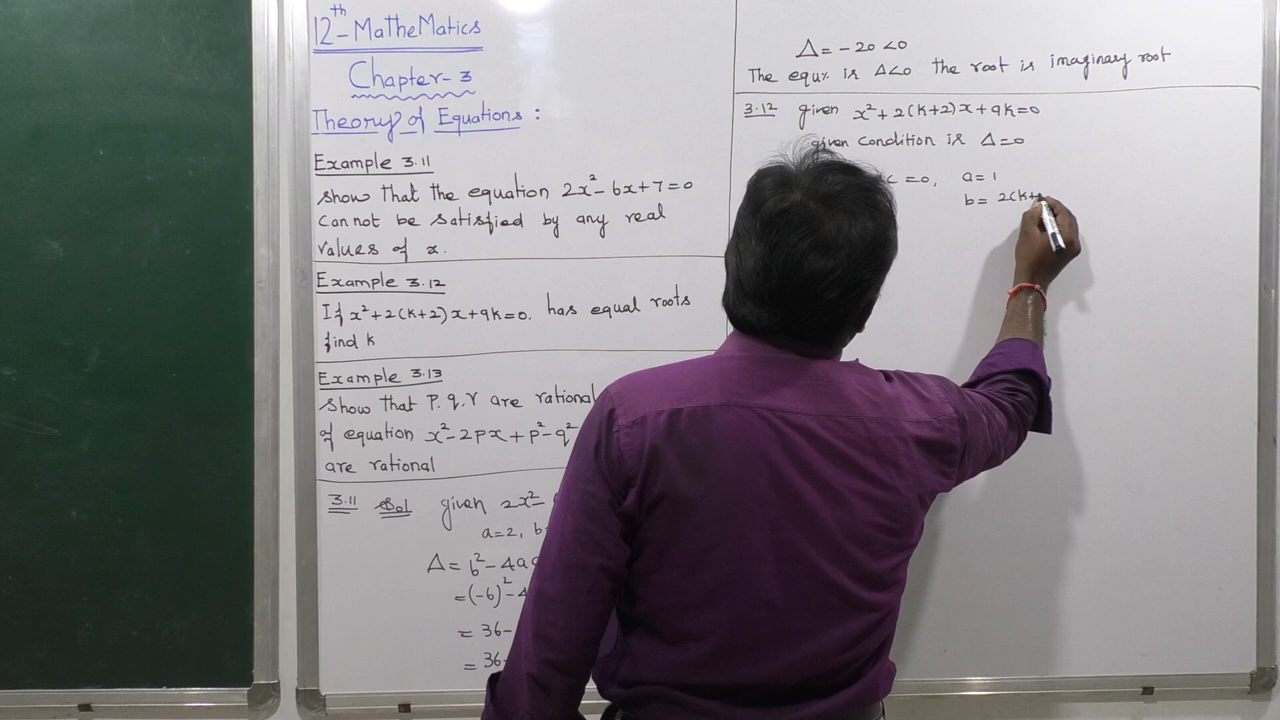 12th - MatheMatics
Chapter - 3
Theory of Equations :
Example 3.11
show that the equation 2x² - 6x + 7 = 0
Cannot be satisfied by any real
values of x.
Example 3.12
If x² + 2(k+2)x + 9k = 0. has equal roots
find k
Example 3.13
show that P. q. r are rational
of equation x² - 2px + p² - q²
are rational
3.11 Sol given 2x² -
a = 2, b
Δ = b² - 4a
= (-6)² - 4
= 36 -
= 36
Δ = -20 < 0
The equ% is Δ<0 the root is imaginary root
3.12 given x² + 2(k+2)x + 9k = 0
given condition is Δ = 0
c = 0, a = 1
b = 2(k+